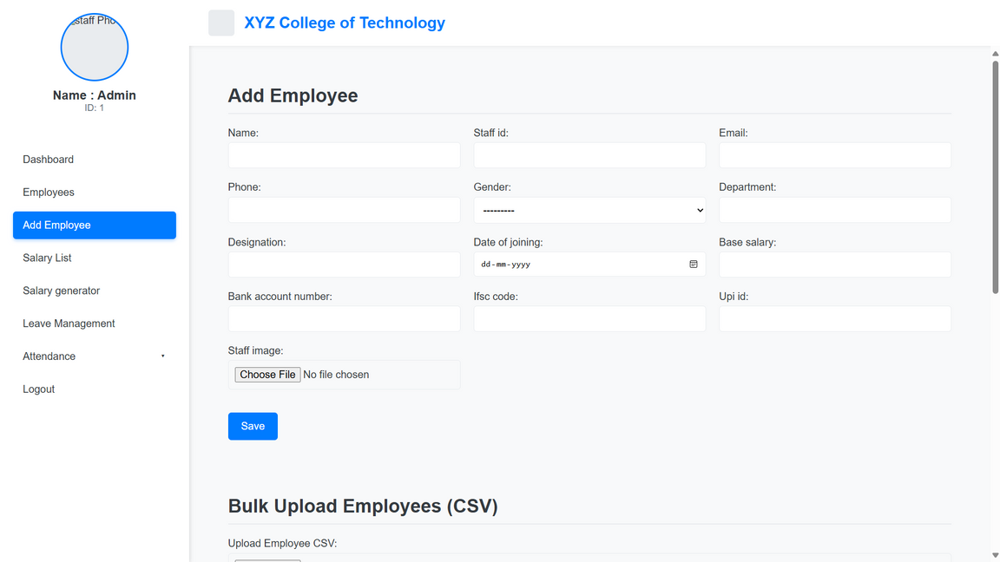 staff Pho
Name : Admin
ID: 1
Dashboard
Employees
Add Employee
Salary List
Salary generator
Leave Management
Attendance
Logout
XYZ College of Technology
Add Employee
Name: Staff id: Email:
Phone: Gender: Department:
---------
Designation: Date of joining: Base salary:
dd-mm-yyyy
Bank account number: Ifsc code: Upi id:
Staff image:
Choose File No file chosen
Save
Bulk Upload Employees (CSV)
Upload Employee CSV: